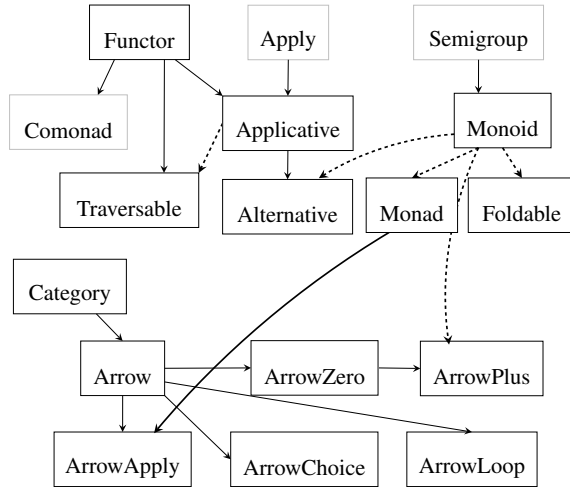 Functor
Apply
Semigroup
Comonad
Applicative
Monoid
Traversable
Alternative
Monad
Foldable
Category
Arrow
ArrowZero
ArrowPlus
ArrowApply
ArrowChoice
ArrowLoop